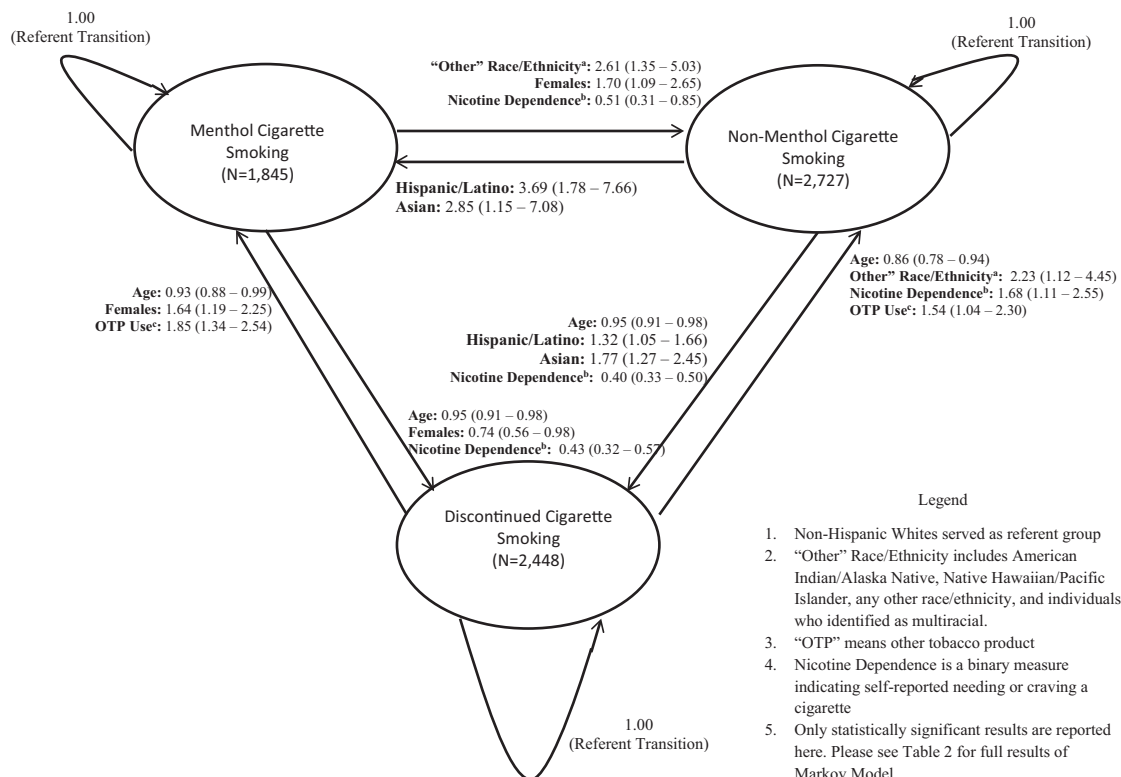 1.00
(Referent Transition)
1.00
(Referent Transition)
"Other" Race/Ethnicityᵃ: 2.61 (1.35 – 5.03)
Females: 1.70 (1.09 – 2.65)
Nicotine Dependenceᵇ: 0.51 (0.31 – 0.85)
Menthol Cigarette
Smoking
(N=1,845)
Non-Menthol Cigarette
Smoking
(N=2,727)
Hispanic/Latino: 3.69 (1.78 – 7.66)
Asian: 2.85 (1.15 – 7.08)
Age: 0.93 (0.88 – 0.99)
Females: 1.64 (1.19 – 2.25)
OTP Useᶜ: 1.85 (1.34 – 2.54)
Age: 0.86 (0.78 – 0.94)
Other" Race/Ethnicityᵃ: 2.23 (1.12 – 4.45)
Nicotine Dependenceᵇ: 1.68 (1.11 – 2.55)
OTP Useᶜ: 1.54 (1.04 – 2.30)
Age: 0.95 (0.91 – 0.98)
Hispanic/Latino: 1.32 (1.05 – 1.66)
Asian: 1.77 (1.27 – 2.45)
Nicotine Dependenceᵇ: 0.40 (0.33 – 0.50)
Age: 0.95 (0.91 – 0.98)
Females: 0.74 (0.56 – 0.98)
Nicotine Dependenceᵇ: 0.43 (0.32 – 0.57)
Discontinued Cigarette
Smoking
(N=2,448)
1.00
(Referent Transition)
Legend
1. Non-Hispanic Whites served as referent group
2. "Other" Race/Ethnicity includes American
Indian/Alaska Native, Native Hawaiian/Pacific
Islander, any other race/ethnicity, and individuals
who identified as multiracial.
3. "OTP" means other tobacco product
4. Nicotine Dependence is a binary measure
indicating self-reported needing or craving a
cigarette
5. Only statistically significant results are reported
here. Please see Table 2 for full results of
Markov Model